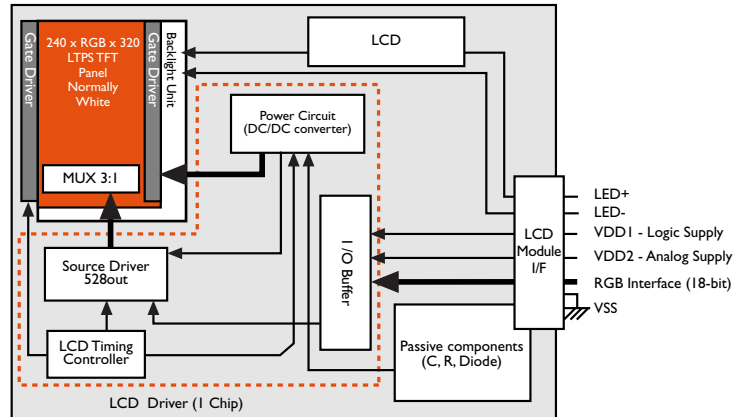 Gate Driver
240 x RGB x 320
LTPS TFT
Panel
Normally
White
Gate Driver
Backlight Unit
LCD
Power Circuit
(DC/DC converter)
MUX 3:1
LED+
LED-
LCD
Module
I/F
VDD1 - Logic Supply
VDD2 - Analog Supply
RGB Interface (18-bit)
VSS
I/O Buffer
Source Driver
528out
LCD Timing
Controller
Passive components
(C, R, Diode)
LCD Driver (1 Chip)